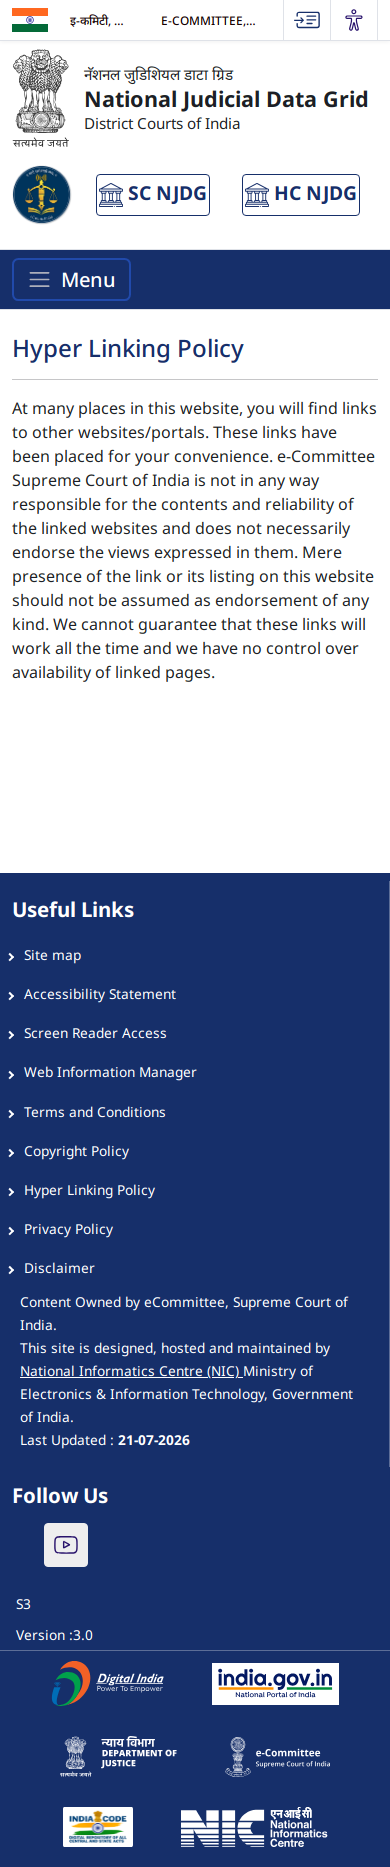 इ-कमिटी, ...
E-COMMITTEE,...
नॅशनल जुडिशियल डाटा ग्रिड
National Judicial Data Grid
District Courts of India
सत्यमेव जयते
SC NJDG
HC NJDG
Menu
Hyper Linking Policy
At many places in this website, you will find links
to other websites/portals. These links have
been placed for your convenience. e-Committee
Supreme Court of India is not in any way
responsible for the contents and reliability of
the linked websites and does not necessarily
endorse the views expressed in them. Mere
presence of the link or its listing on this website
should not be assumed as endorsement of any
kind. We cannot guarantee that these links will
work all the time and we have no control over
availability of linked pages.
Useful Links
Site map
Accessibility Statement
Screen Reader Access
Web Information Manager
Terms and Conditions
Copyright Policy
Hyper Linking Policy
Privacy Policy
Disclaimer
Content Owned by eCommittee, Supreme Court of
India.
This site is designed, hosted and maintained by
National Informatics Centre (NIC) Ministry of
Electronics & Information Technology, Government
of India.
Last Updated : 21-07-2026
Follow Us
S3
Version :3.0
Digital India
Power To Empower
india.gov.in
National Portal of India
न्याय विभाग
DEPARTMENT OF
JUSTICE
सत्यमेव जयते
e-Committee
Supreme Court of India
INDIA CODE
DIGITAL REPOSITORY OF ALL
CENTRAL AND STATE ACTS
NIC
एनआईसी
National
Informatics
Centre